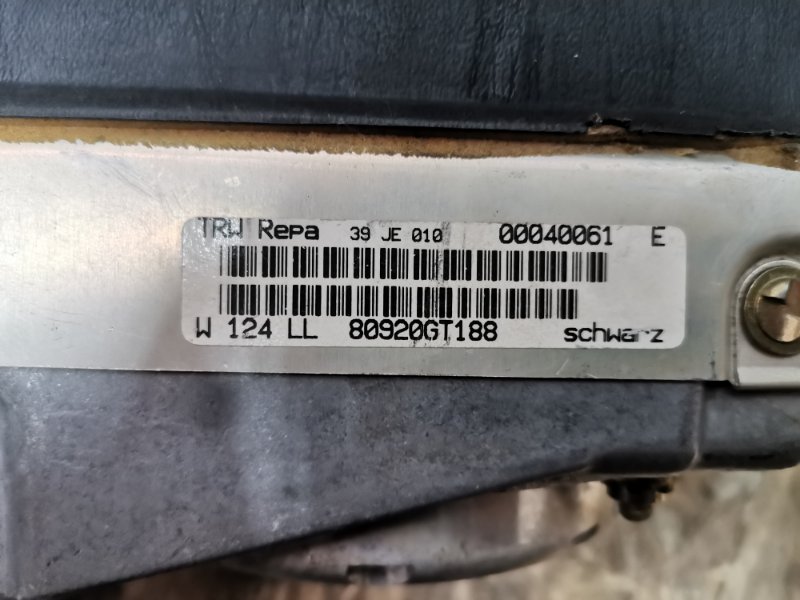 TRW Repa 39 JE 010 00040061 E
W 124 LL 80920GT188 schwarz